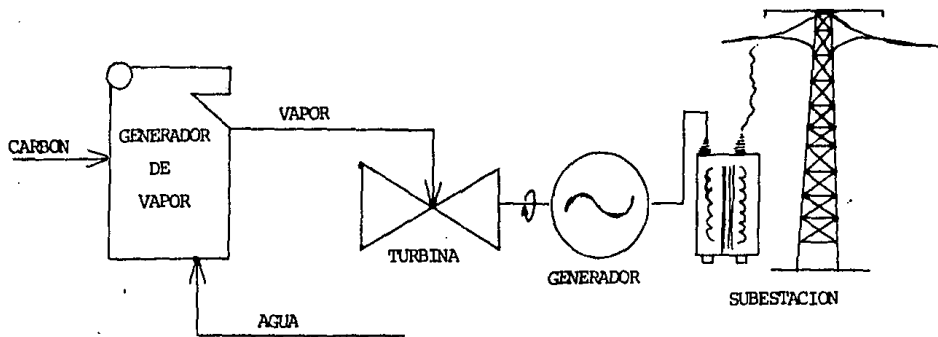 CARBON
GENERADOR
DE
VAPOR
VAPOR
TURBINA
GENERADOR
SUBESTACION
AGUA